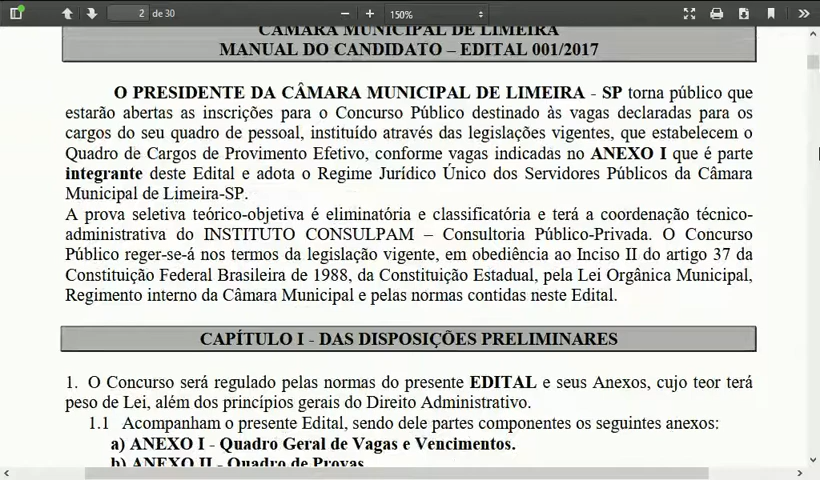 2 de 30
150%
CÂMARA MUNICIPAL DE LIMEIRA
MANUAL DO CANDIDATO – EDITAL 001/2017
O PRESIDENTE DA CÂMARA MUNICIPAL DE LIMEIRA - SP torna público que
estarão abertas as inscrições para o Concurso Público destinado às vagas declaradas para os
cargos do seu quadro de pessoal, instituído através das legislações vigentes, que estabelecem o
Quadro de Cargos de Provimento Efetivo, conforme vagas indicadas no ANEXO I que é parte
integrante deste Edital e adota o Regime Jurídico Único dos Servidores Públicos da Câmara
Municipal de Limeira-SP.
A prova seletiva teórico-objetiva é eliminatória e classificatória e terá a coordenação técnico-
administrativa do INSTITUTO CONSULPAM – Consultoria Público-Privada. O Concurso
Público reger-se-á nos termos da legislação vigente, em obediência ao Inciso II do artigo 37 da
Constituição Federal Brasileira de 1988, da Constituição Estadual, pela Lei Orgânica Municipal,
Regimento interno da Câmara Municipal e pelas normas contidas neste Edital.
CAPÍTULO I - DAS DISPOSIÇÕES PRELIMINARES
1. O Concurso será regulado pelas normas do presente EDITAL e seus Anexos, cujo teor terá
peso de Lei, além dos princípios gerais do Direito Administrativo.
1.1 Acompanham o presente Edital, sendo dele partes componentes os seguintes anexos:
a) ANEXO I - Quadro Geral de Vagas e Vencimentos.
b) ANEXO II - Quadro de Provas